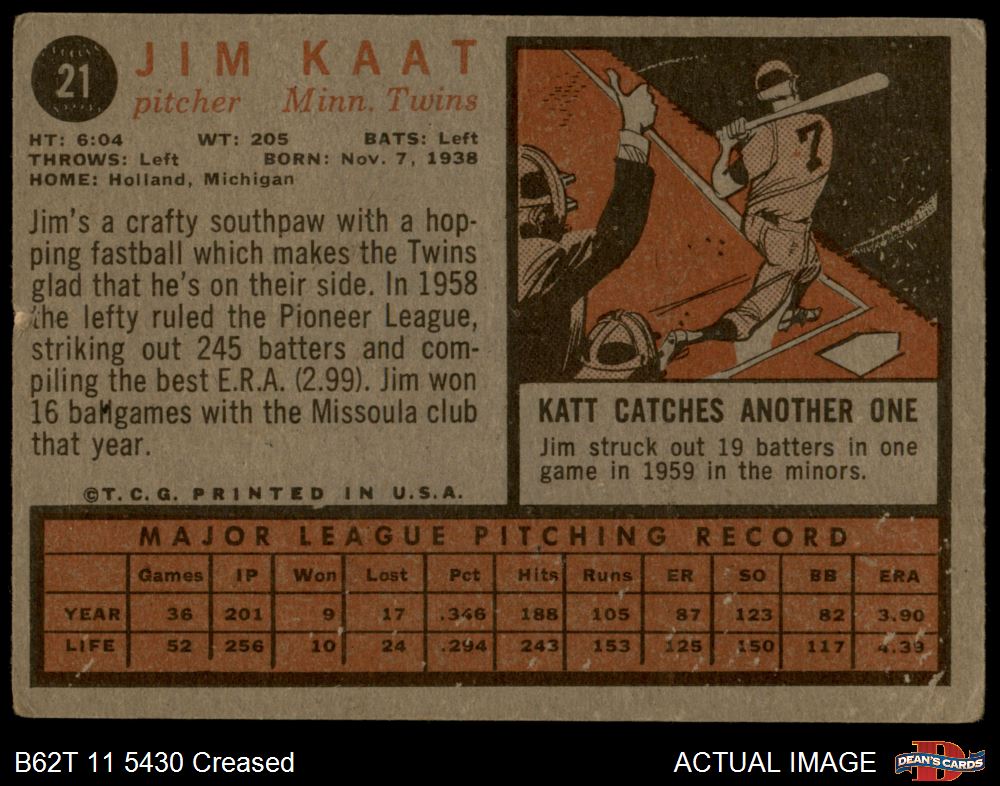 21
JIM KAAT
pitcher Minn. Twins
HT: 6:04 WT: 205 BATS: Left
THROWS: Left BORN: Nov. 7, 1938
HOME: Holland, Michigan
Jim's a crafty southpaw with a hop-
ping fastball which makes the Twins
glad that he's on their side. In 1958
the lefty ruled the Pioneer League,
striking out 245 batters and com-
piling the best E.R.A. (2.99). Jim won
16 ballgames with the Missoula club
that year.
©T.C.G. PRINTED IN U.S.A.
7
KATT CATCHES ANOTHER ONE
Jim struck out 19 batters in one
game in 1959 in the minors.
MAJOR LEAGUE PITCHING RECORD
Games IP Won Lost Pct Hits Runs ER SO BB ERA
YEAR 36 201 9 17 .346 188 105 87 123 82 3.90
LIFE 52 256 10 24 .294 243 153 125 150 117 4.39
B62T 11 5430 Creased
ACTUAL IMAGE
D
DEAN'S CARDS